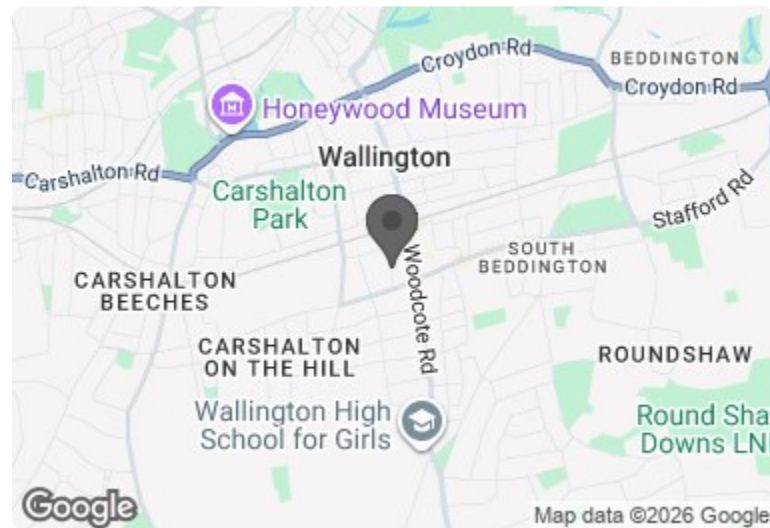 BEDDINGTON
Croydon Rd
Croydon Rd
Honeywood Museum
Wallington
Carshalton Rd
Carshalton
Park
Stafford Rd
SOUTH
BEDDINGTON
Woodcote Rd
CARSHALTON
BEECHES
CARSHALTON
ON THE HILL
ROUNDSHAW
Wallington High
School for Girls
Round Sha
Downs LN
Google
Map data ©2026 Google